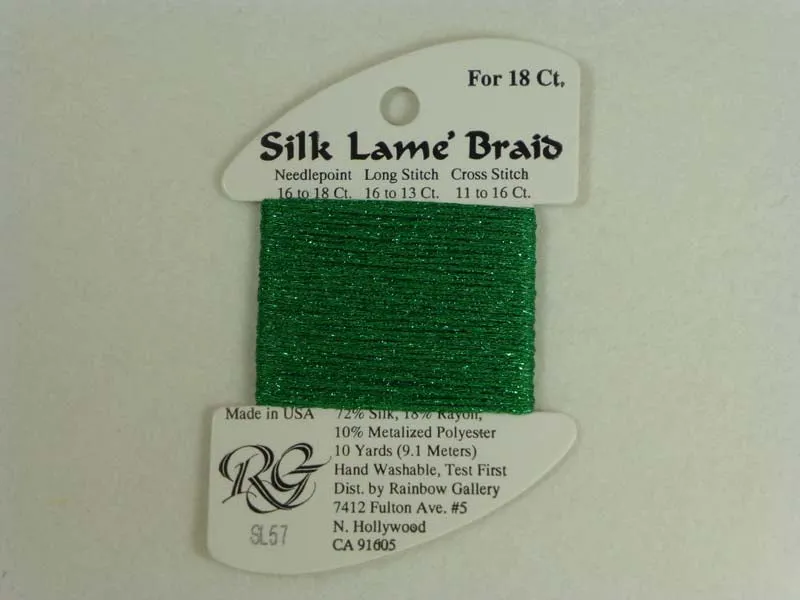 For 18 Ct.
Silk Lame' Braid
Needlepoint Long Stitch Cross Stitch
16 to 18 Ct. 16 to 13 Ct. 11 to 16 Ct.
Made in USA
72% Silk, 18% Rayon,
10% Metalized Polyester
10 Yards (9.1 Meters)
Hand Washable, Test First
Dist. by Rainbow Gallery
7412 Fulton Ave. #5
N. Hollywood
CA 91605
RG
SL57